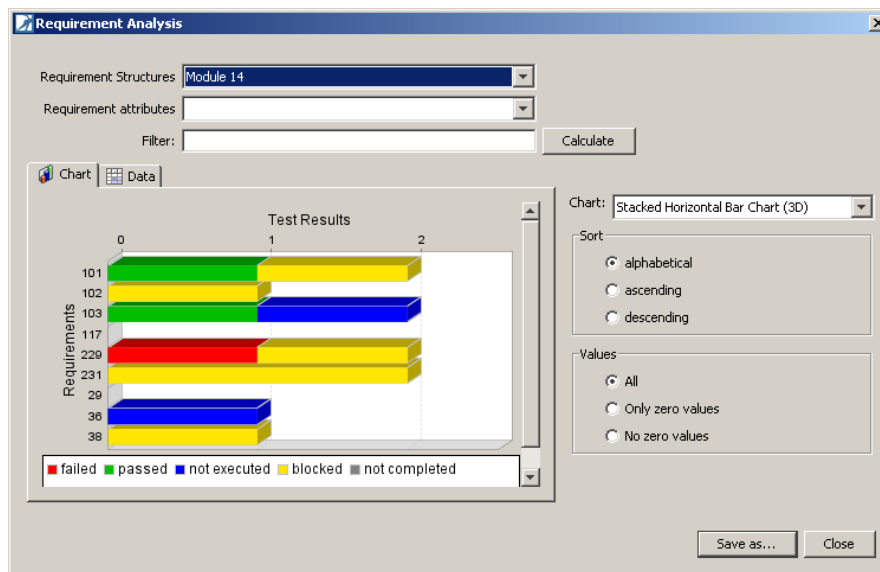 Requirement Analysis
Requirement Structures Module 14
Requirement attributes
Filter: Calculate
Chart Data
Chart: Stacked Horizontal Bar Chart (3D)
Test Results
0 1 2
Requirements
101
102
103
117
229
231
29
36
38
failed passed not executed blocked not completed
Sort
alphabetical
ascending
descending
Values
All
Only zero values
No zero values
Save as... Close